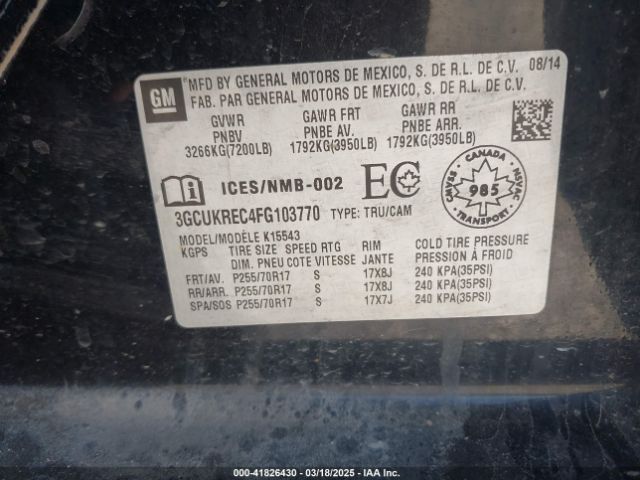 GM
MFD BY GENERAL MOTORS DE MEXICO, S. DE R.L. DE C.V. 08/14
FAB. PAR GENERAL MOTORS DE MEXICO, S. DE R.L. DE C.V.
GVWR GAWR FRT GAWR RR
PNBV PNBE AV. PNBE ARR.
3266KG(7200LB) 1792KG(3950LB) 1792KG(3950LB)
ICES/NMB-002 EC
CANADA
CMVSS NSVAC
985
TRANSPORT
3GCUKREC4FG103770 TYPE: TRU/CAM
MODEL/MODÈLE K15543
KGPS TIRE SIZE SPEED RTG RIM COLD TIRE PRESSURE
DIM. PNEU COTE VITESSE JANTE PRESSION À FROID
FRT/AV. P255/70R17 S 17X8J 240 KPA(35PSI)
RR/ARR. P255/70R17 S 17X8J 240 KPA(35PSI)
SPA/SOS P255/70R17 S 17X7J 240 KPA(35PSI)
000-41826430 - 03/18/2025 - IAA Inc.